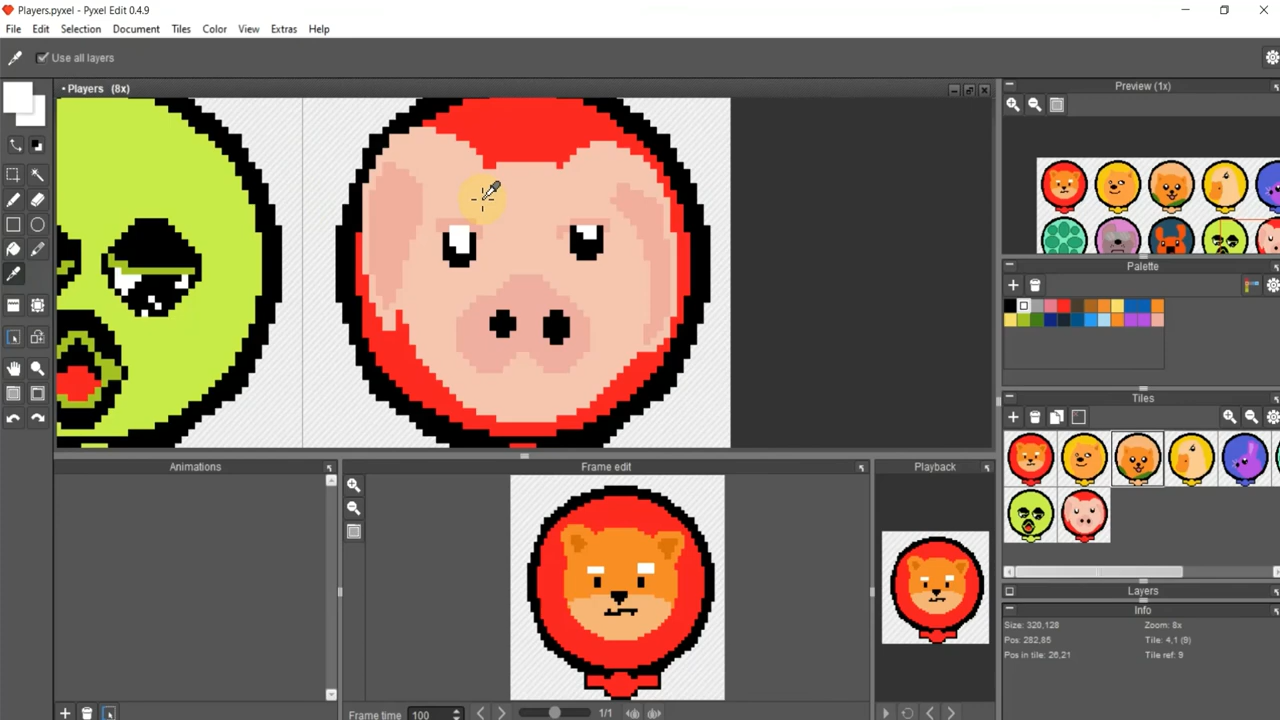 Players.pyxel - Pyxel Edit 0.4.9
File Edit Selection Document Tiles Color View Extras Help
Use all layers
• Players (8x)
Preview (1x)
Palette
Tiles
Animations
Frame edit
Playback
Layers
Info
Size: 320,128 Zoom: 8x
Pos: 282,85 Tile: 4,1 (9)
Pos in tile: 26,21 Tile ref: 9
Frame time 100 1/1